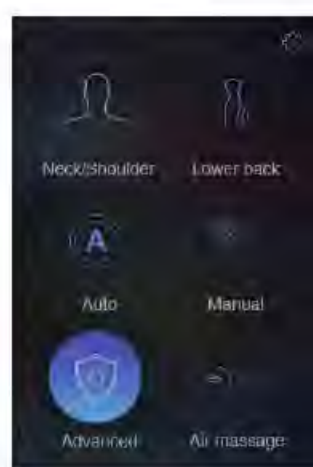 Neck/Shoulder Lower back
A
Auto Manual
Advanced Air massage